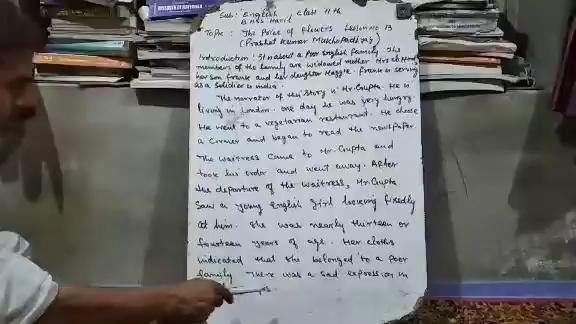 Sub: English Class 11th
Topic: The Price of Flowers Lesson No 13
(Prashat Kumar Mukhopadhyay)
Introduction: It is about a Poor English family. The
members of the family are widowed mother Mrs
her son Frank and her daughter Maggie. Frank is serving
as a soldier in India.
The narrator of this story is Mr. Gupta. He is
living in London. One day he was very hungry.
He went to a vegetarian restaurant. He chose
a corner and began to read the newspaper
The waitress came to Mr. Gupta and
took his order and went away. After
the departure of the waitress, Mr. Gupta
Saw a young English girl looking fixedly
at him. She was nearly thirteen or
fourteen years of age. Her cloths
indicated that she belonged to a Poor
family. There was a sad expression in